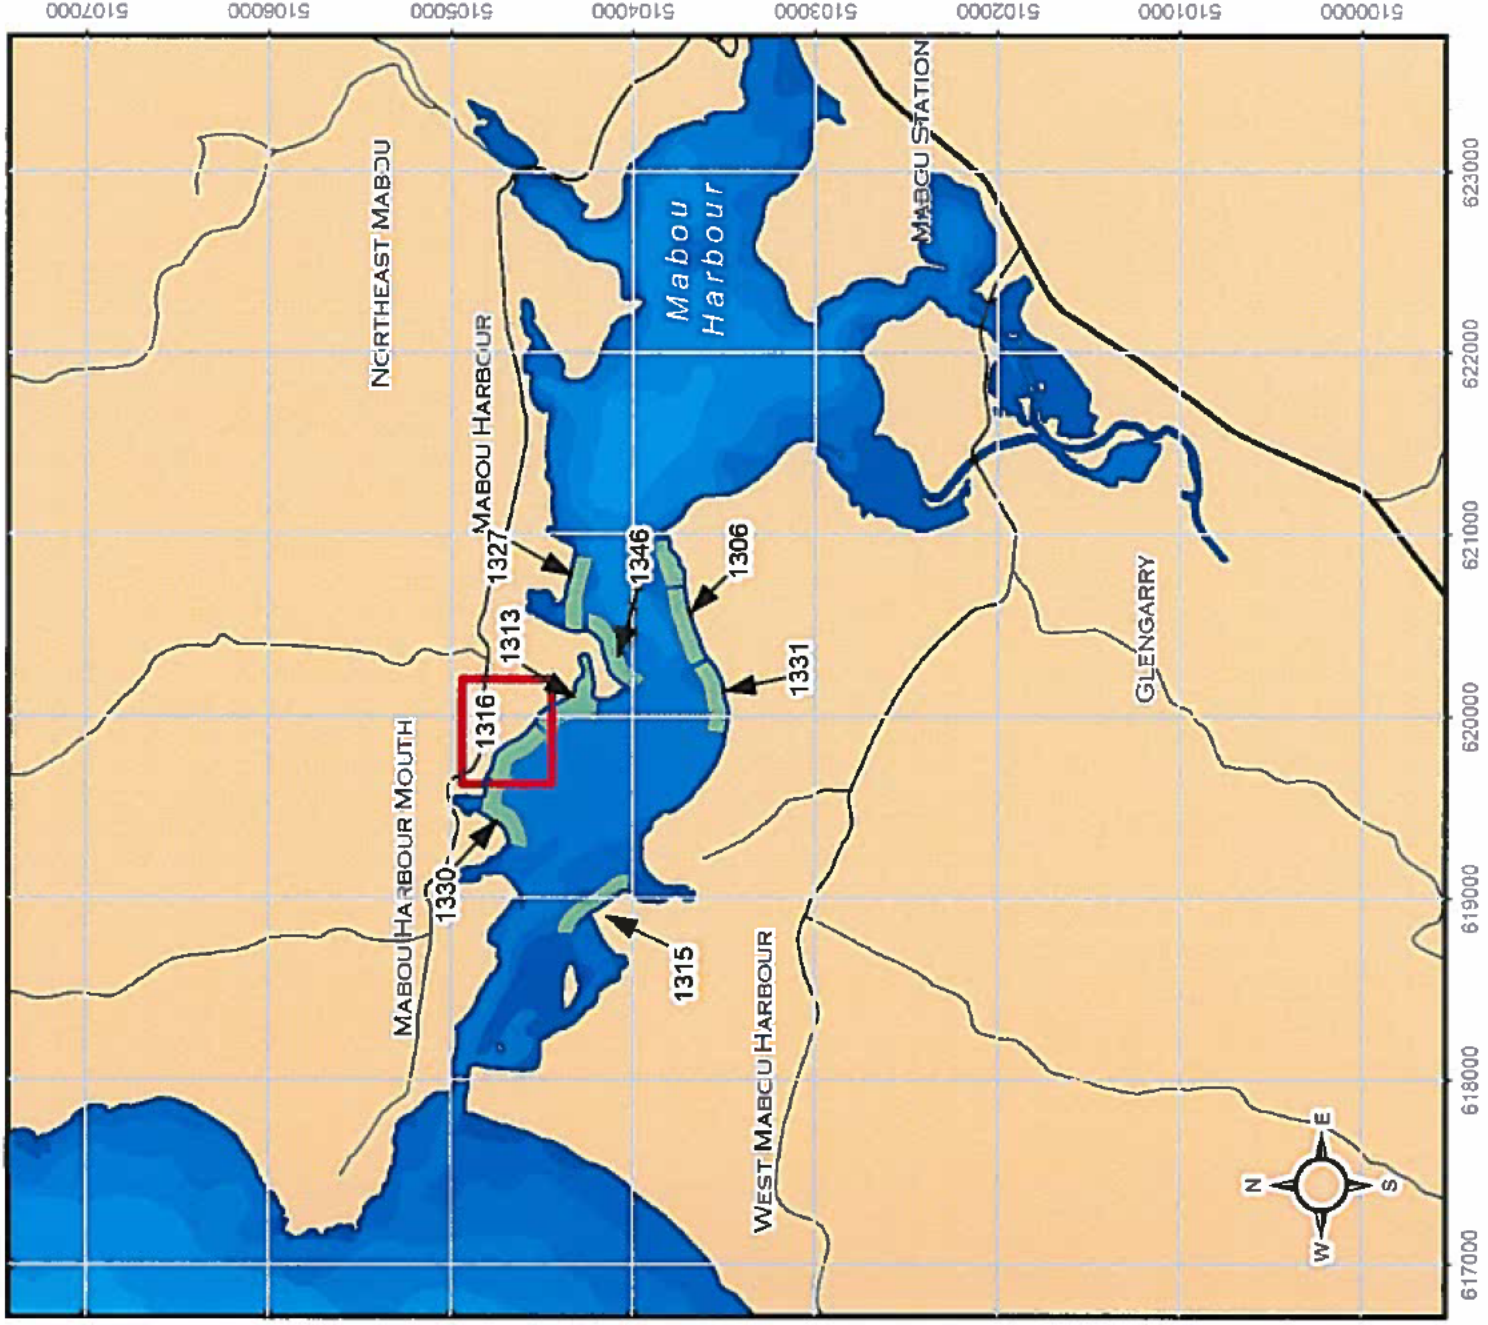 5107000
5106000
NORTHEAST MABOU
MABOU HARBOUR MOUTH
5105000
1330
MABOU HARBOUR
1316
1327
1313
5104000
1346
Mabou
Harbour
1315
1306
WEST MABOU HARBOUR
1331
5103000
MABOU STATION
5102000
GLENGARRY
5101000
N
W
E
S
5100000
617000
618000
619000
620000
621000
622000
623000